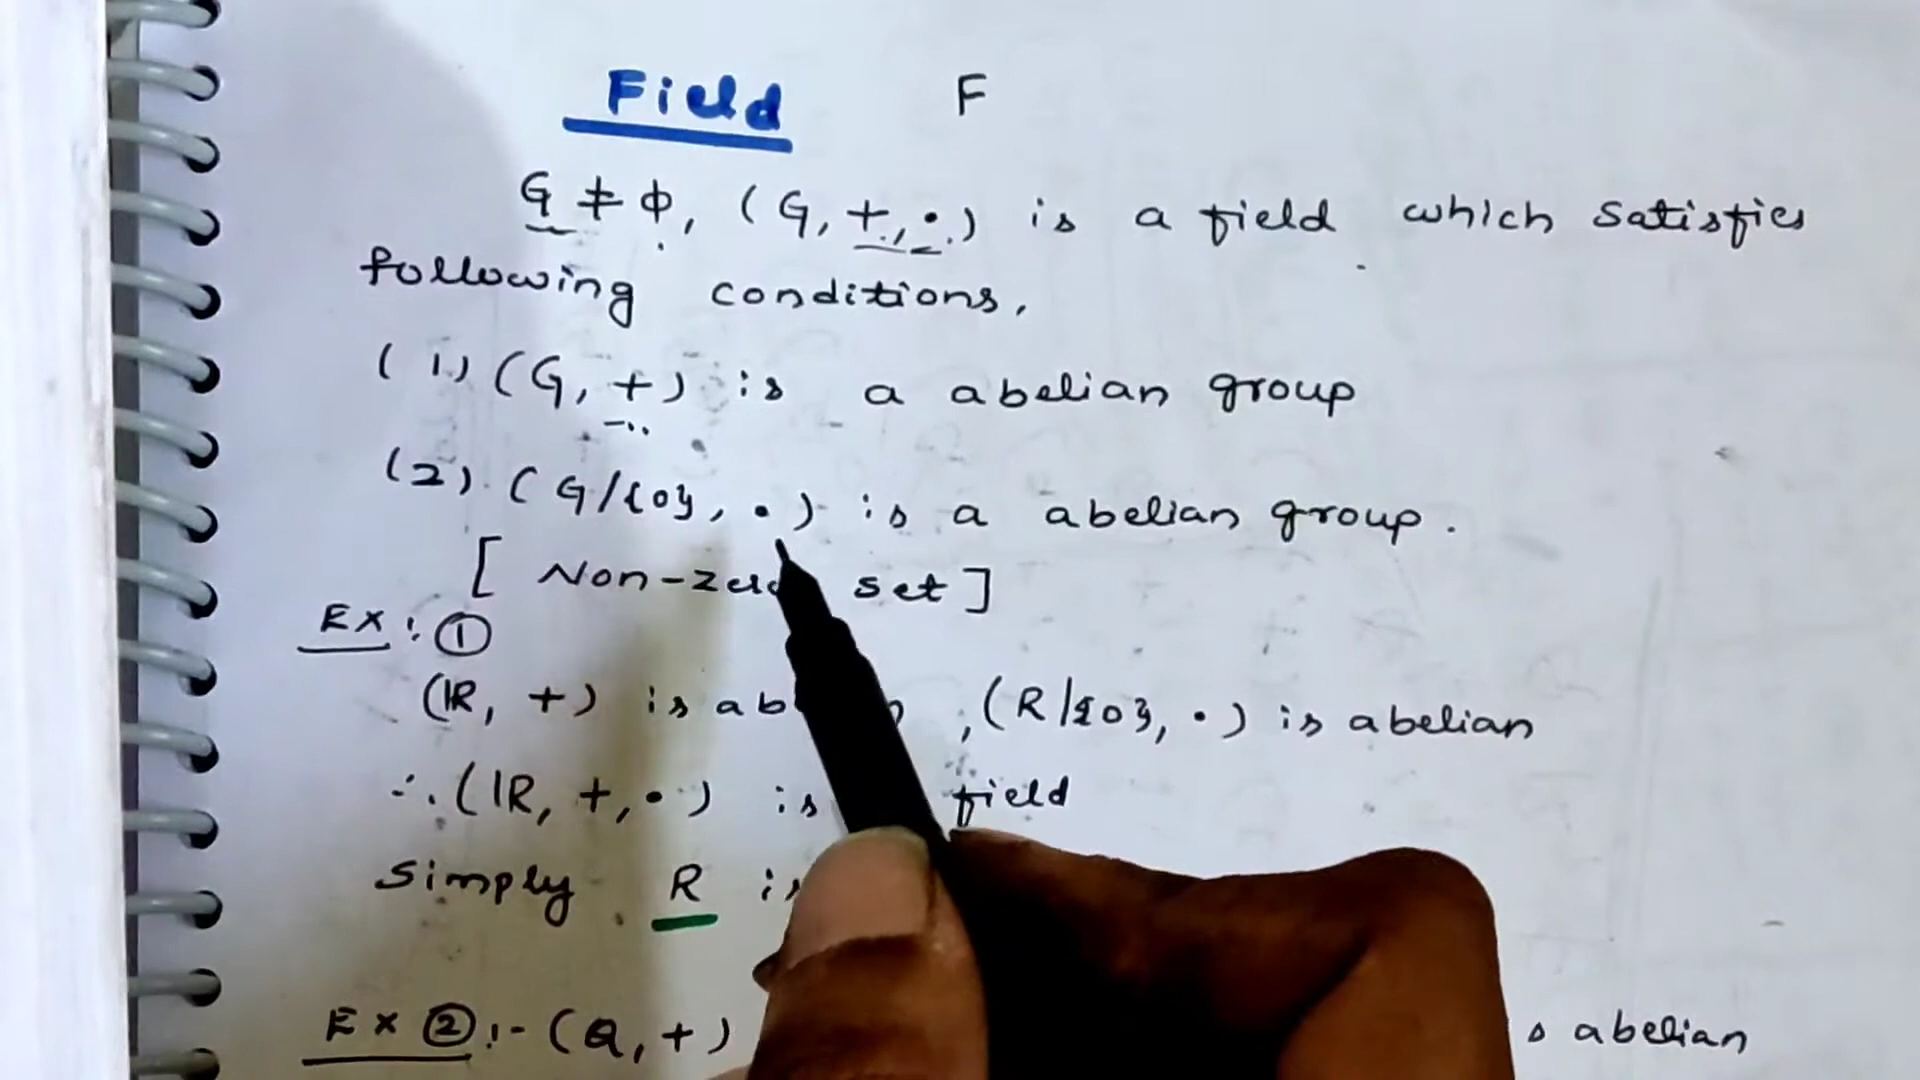 Field F
G ≠ ϕ, (G, +, •) is a field which satisfies
following conditions,
(1) (G, +) is a abelian group
(2) (G/{0}, •) is a abelian group.
[Non-zero set]
Ex: ①
(ℝ, +) is , (R/{0}, •) is abelian
∴ (ℝ, +, •) is field
Simply R is
Ex ②:- (Q, +) abelian